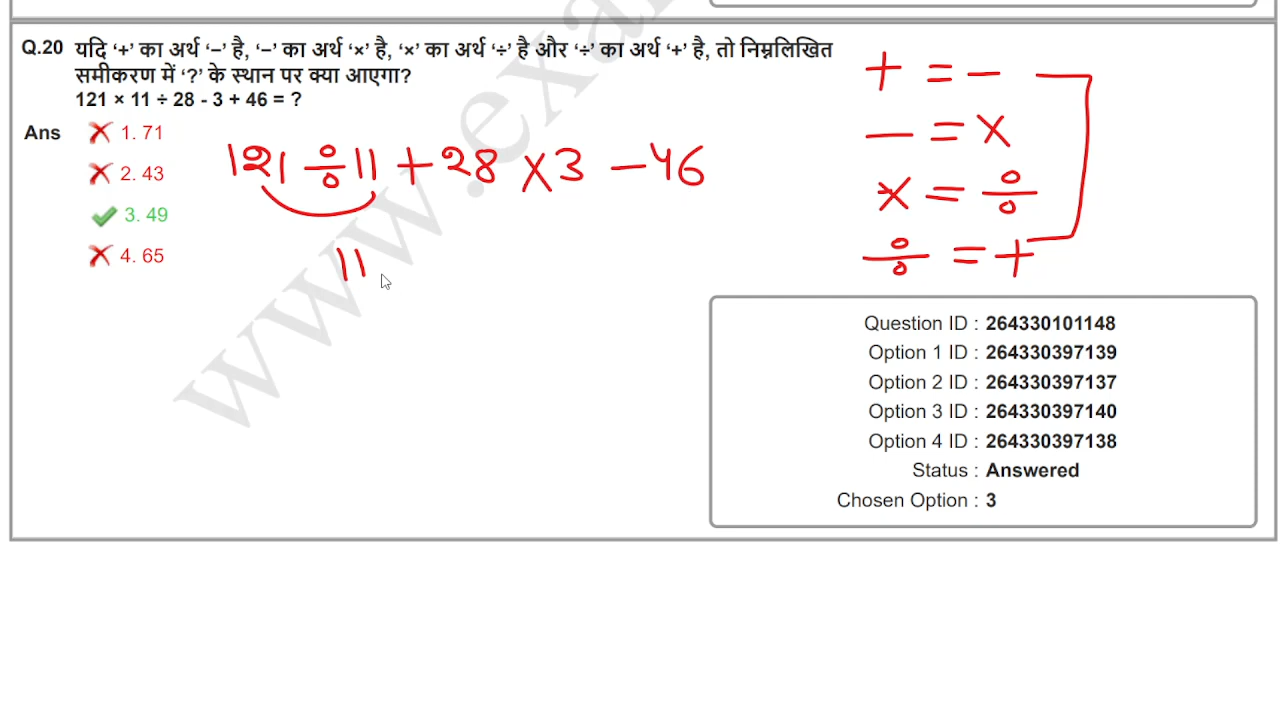 Q.20 यदि ‘+’ का अर्थ ‘–’ है, ‘–’ का अर्थ ‘×’ है, ‘×’ का अर्थ ‘÷’ है और ‘÷’ का अर्थ ‘+’ है, तो निम्नलिखित
समीकरण में ‘?’ के स्थान पर क्या आएगा?
121 × 11 ÷ 28 - 3 + 46 = ?
Ans 1. 71
2. 43
3. 49
4. 65
121 ÷ 11 + 28 × 3 – 46
11
+ = –
– = ×
× = ÷
÷ = +
Question ID : 264330101148
Option 1 ID : 264330397139
Option 2 ID : 264330397137
Option 3 ID : 264330397140
Option 4 ID : 264330397138
Status : Answered
Chosen Option : 3
www.exa